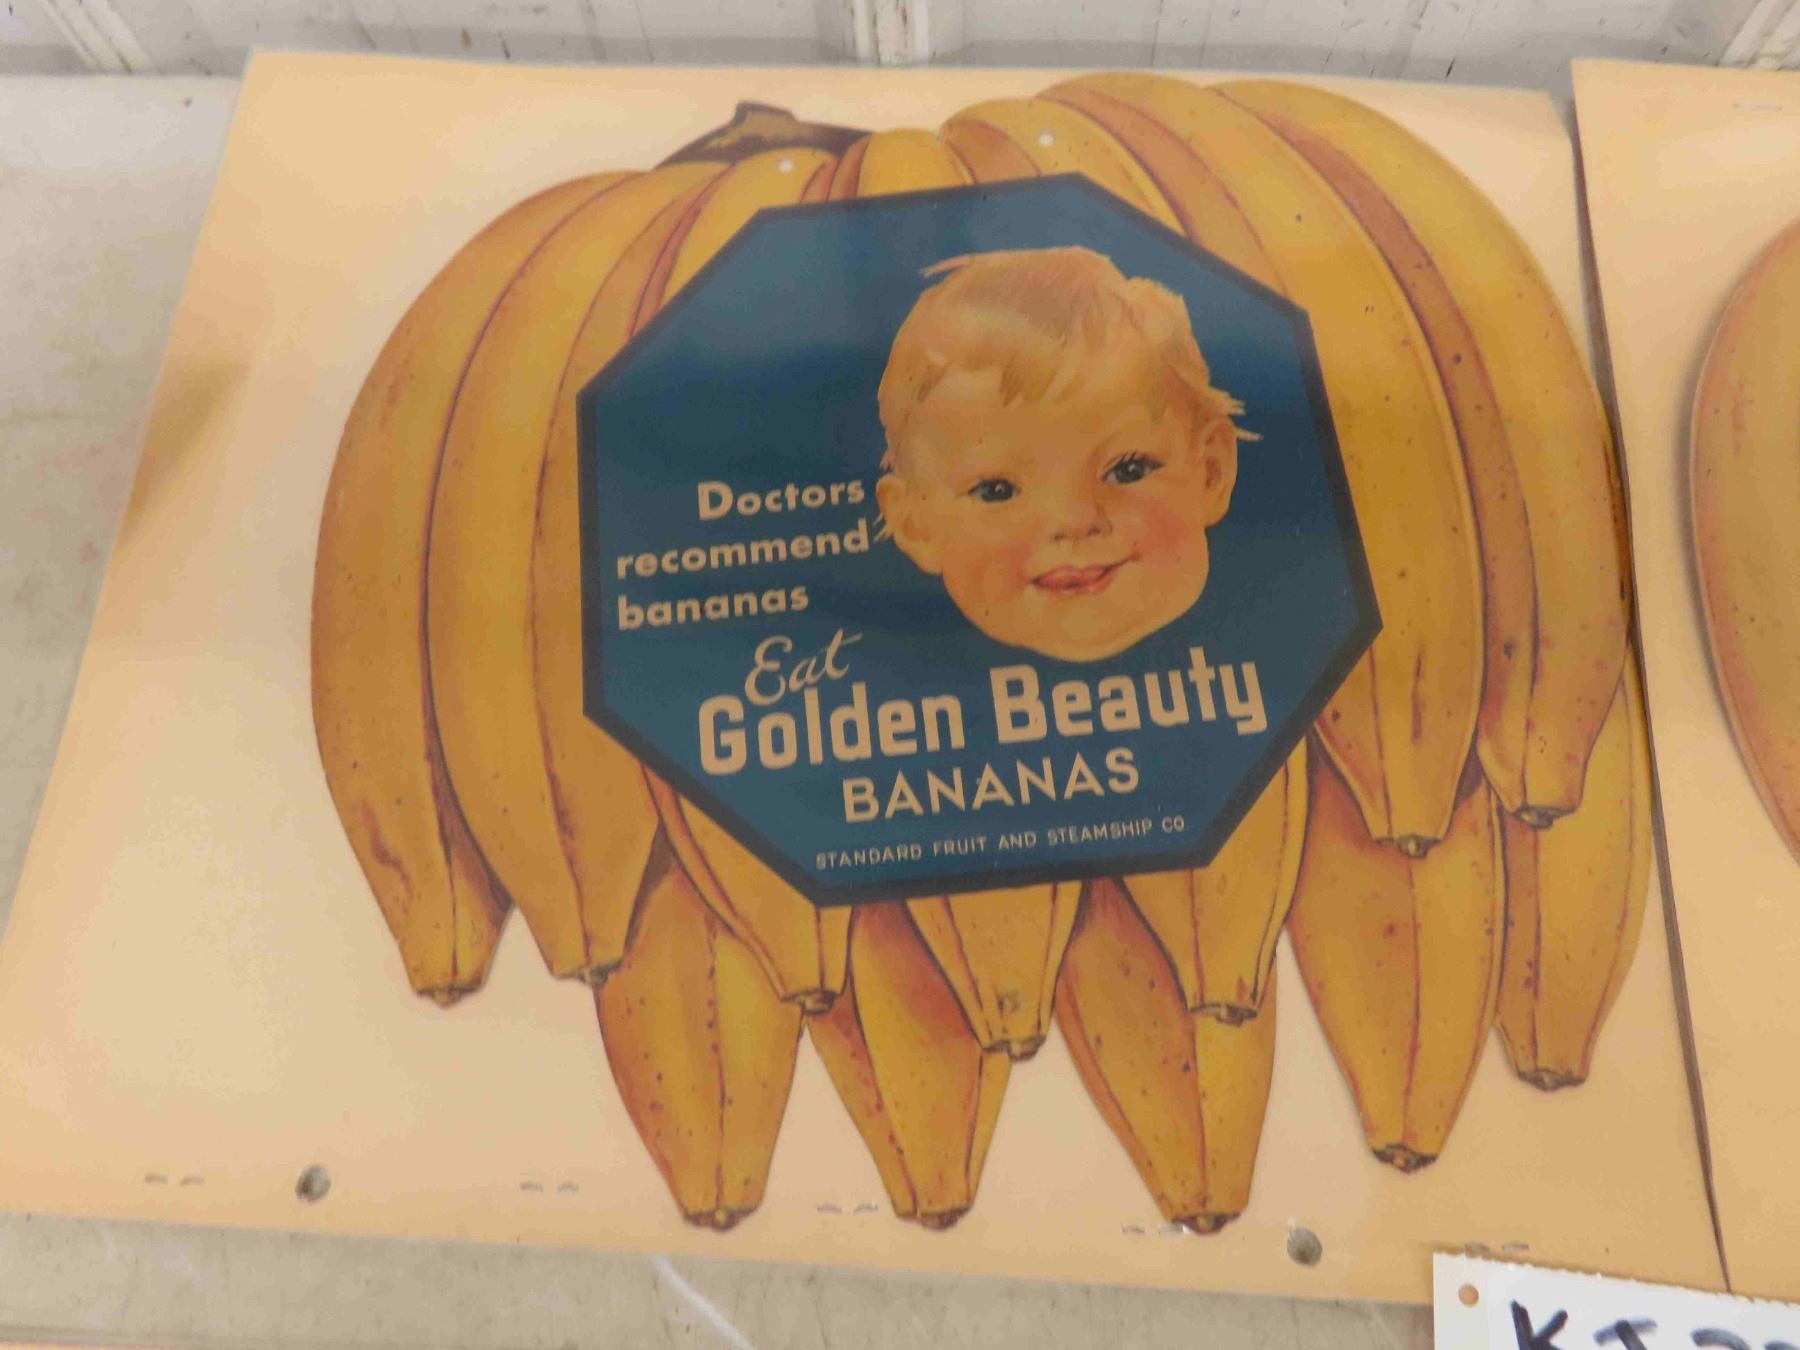 Doctors
recommend
bananas
Eat
Golden Beauty
BANANAS
STANDARD FRUIT AND STEAMSHIP CO.